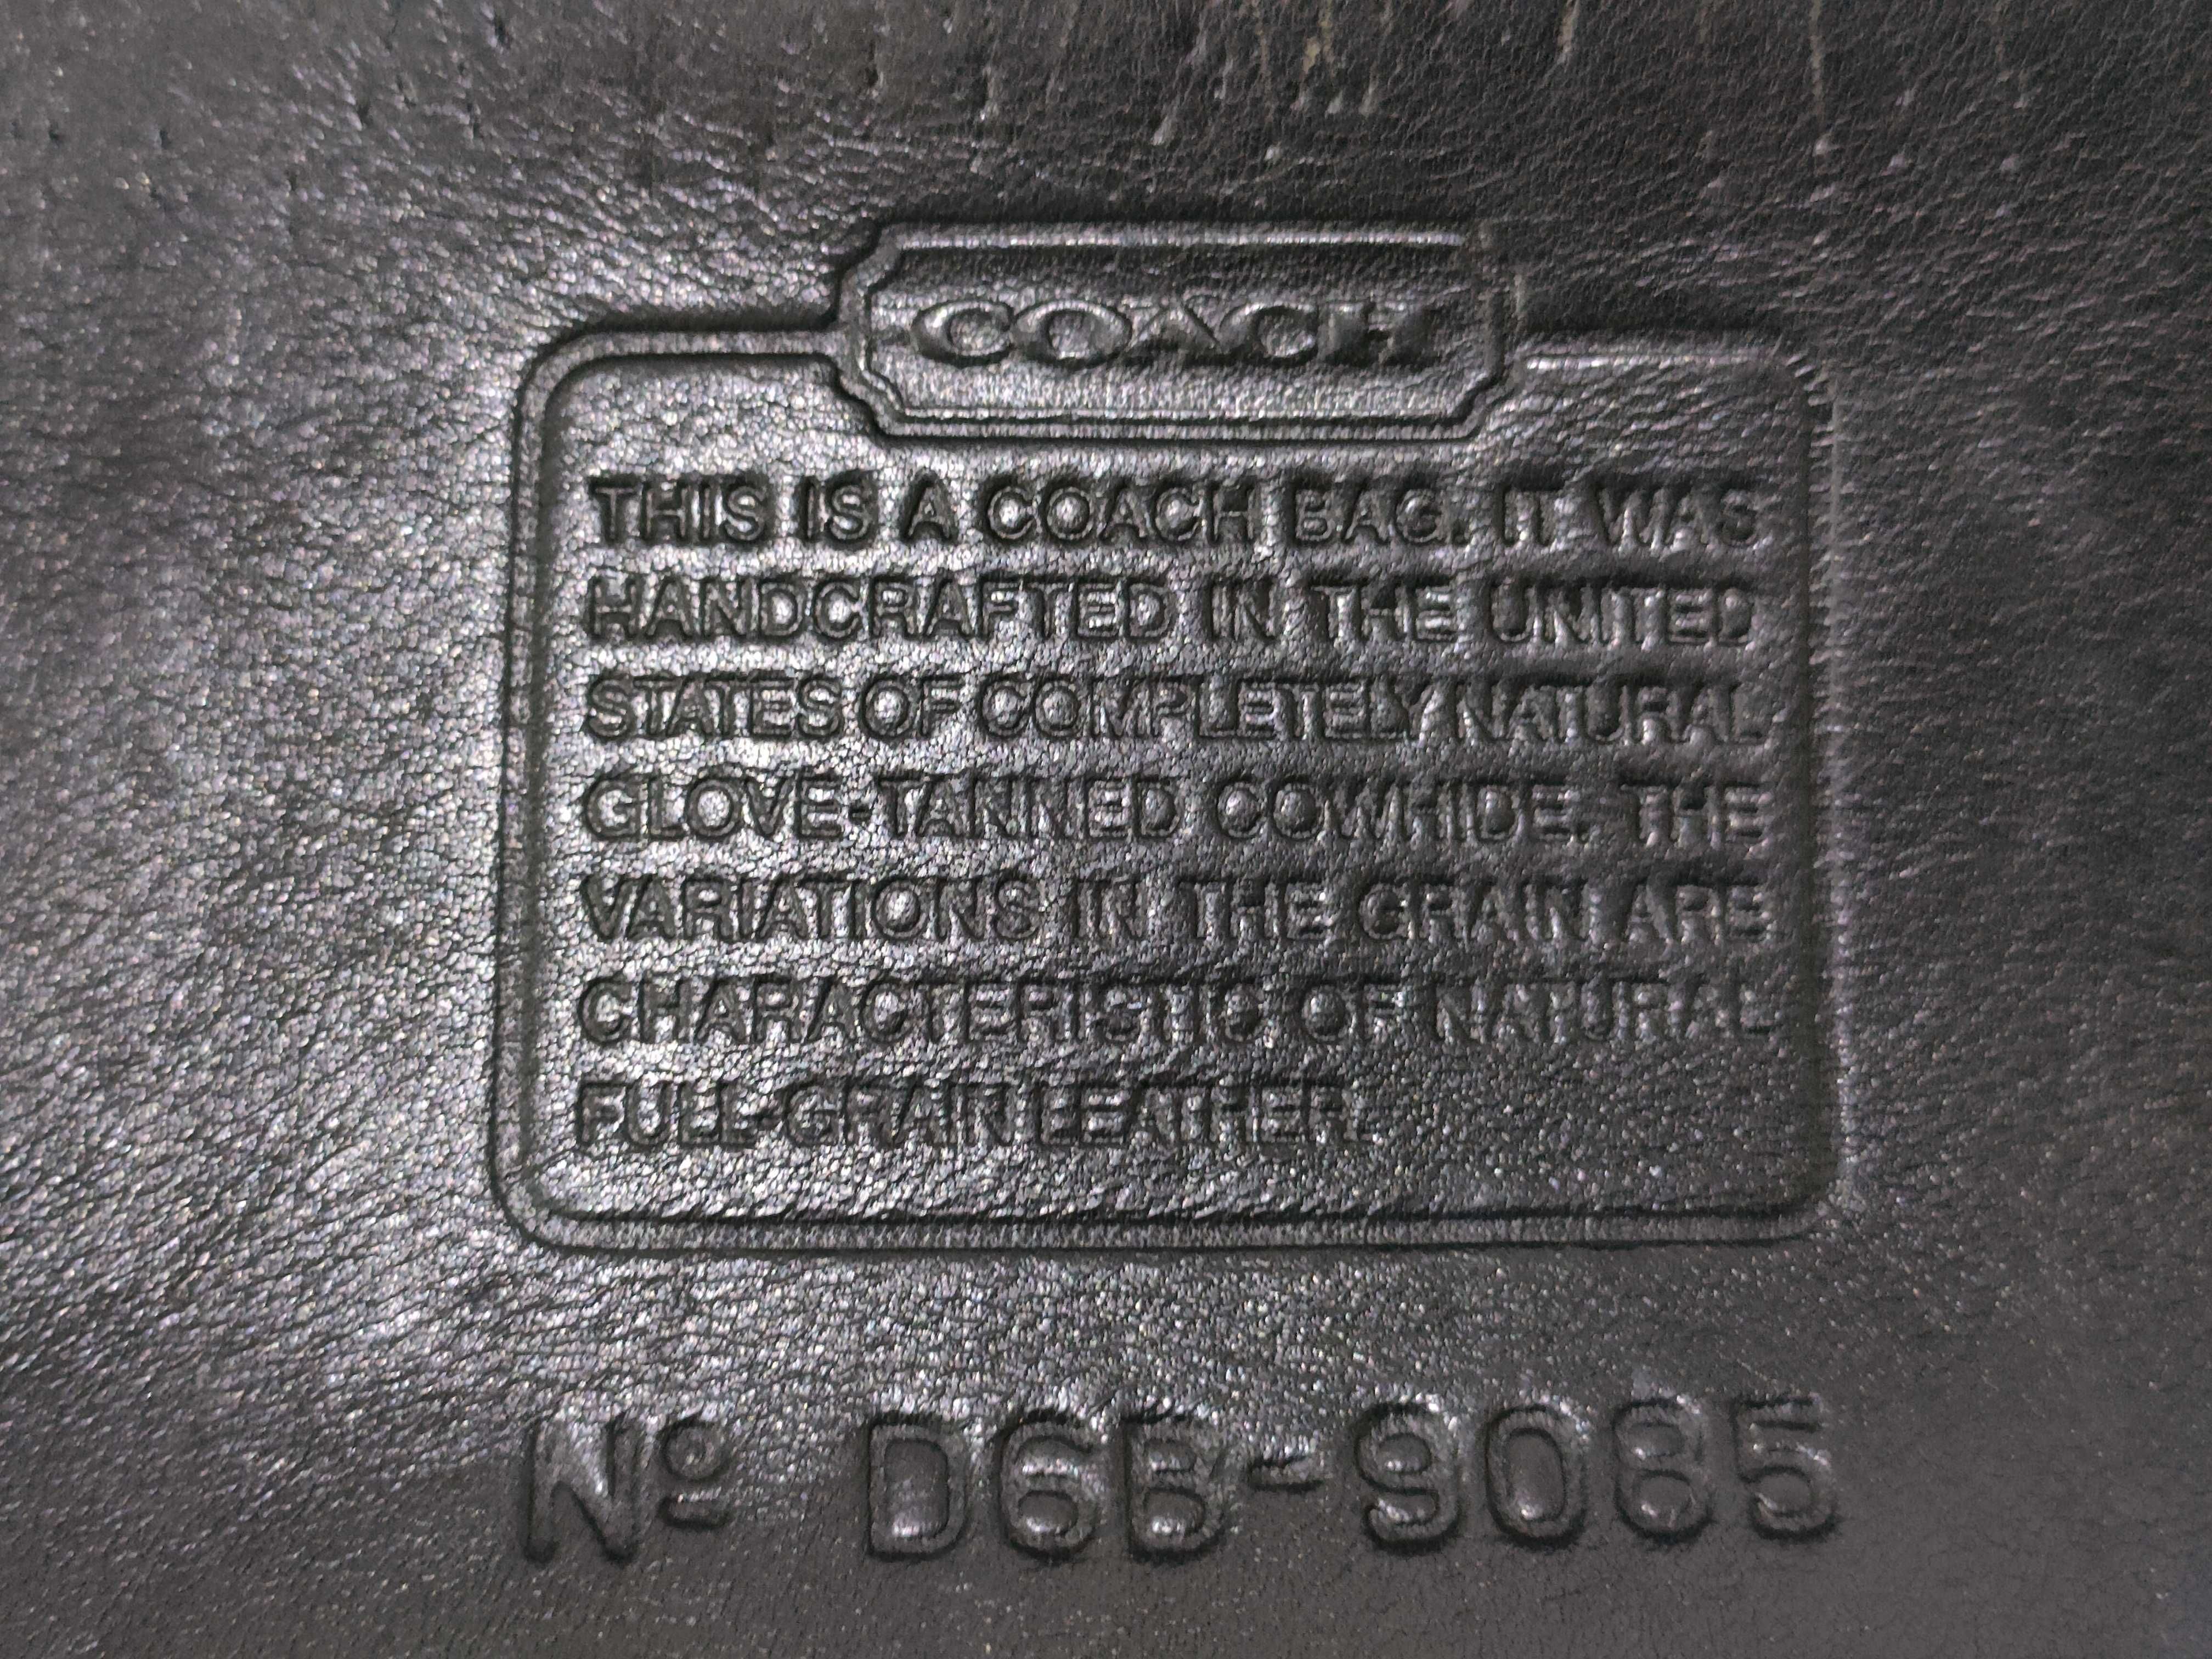 COACH
THIS IS A COACH BAG. IT WAS
HANDCRAFTED IN THE UNITED
STATES OF COMPLETELY NATURAL
GLOVE-TANNED COWHIDE. THE
VARIATIONS IN THE GRAIN ARE
CHARACTERISTIC OF NATURAL
FULL-GRAIN LEATHER.
Nº D6B-9085